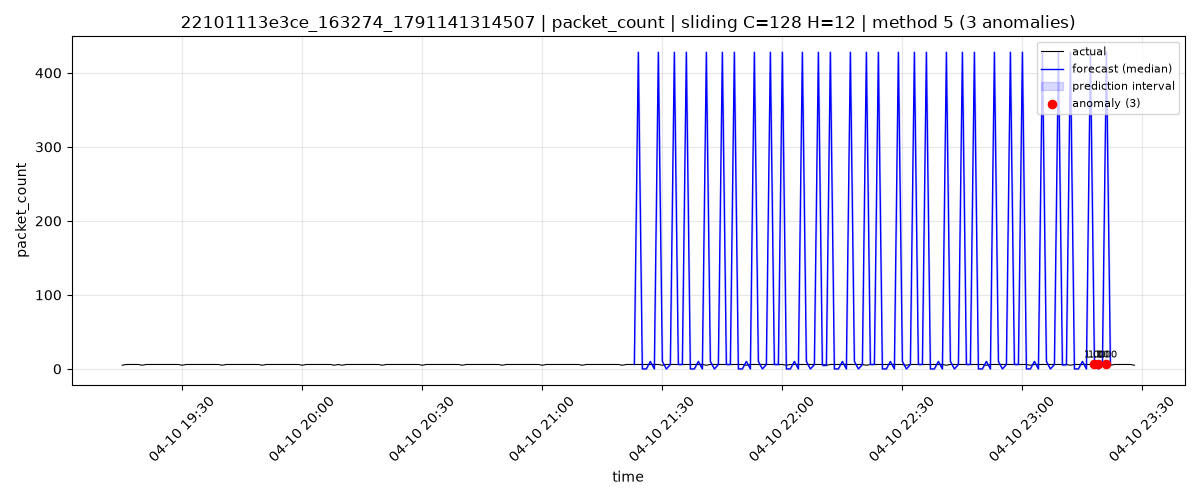 22101113e3ce_163274_1791141314507 | packet_count | sliding C=128 H=12 | method 5 (3 anomalies)
actual
forecast (median)
prediction interval
anomaly (3)
packet_count
400
300
200
100
0
04-10 19:30
04-10 20:00
04-10 20:30
04-10 21:00
04-10 21:30
04-10 22:00
04-10 22:30
04-10 23:00
04-10 23:30
time